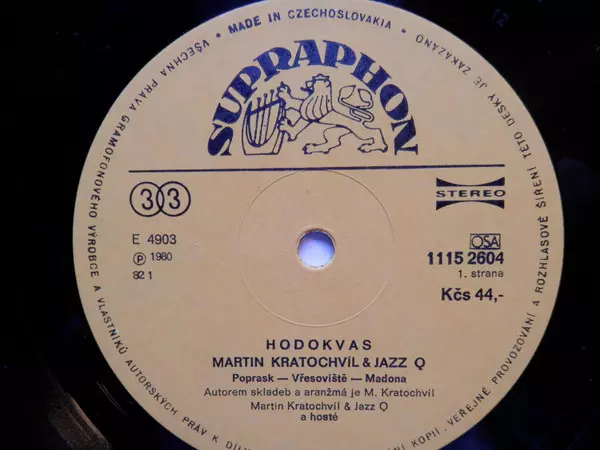 • MADE IN CZECHOSLOVAKIA •
VŠECHNA PRÁVA GRAMOFONOVÉHO VÝROBCE A VLASTNÍKŮ AUTORSKÝCH PRÁV K DÍLU
KOPIÍ. VEŘEJNÉ PROVOZOVÁNÍ A ROZHLASOVÉ ŠÍŘENÍ TÉTO DESKY JE ZAKÁZÁNO
SUPRAPHON
33
STEREO
E 4903
℗ 1980
82 1
OSA
1115 2604
1. strana
Kčs 44,-
HODOKVAS
MARTIN KRATOCHVÍL & JAZZ Q
Poprask — Vřesoviště — Madona
Autorem skladeb a aranžmá je M. Kratochvíl
Martin Kratochvíl & Jazz Q
a hosté